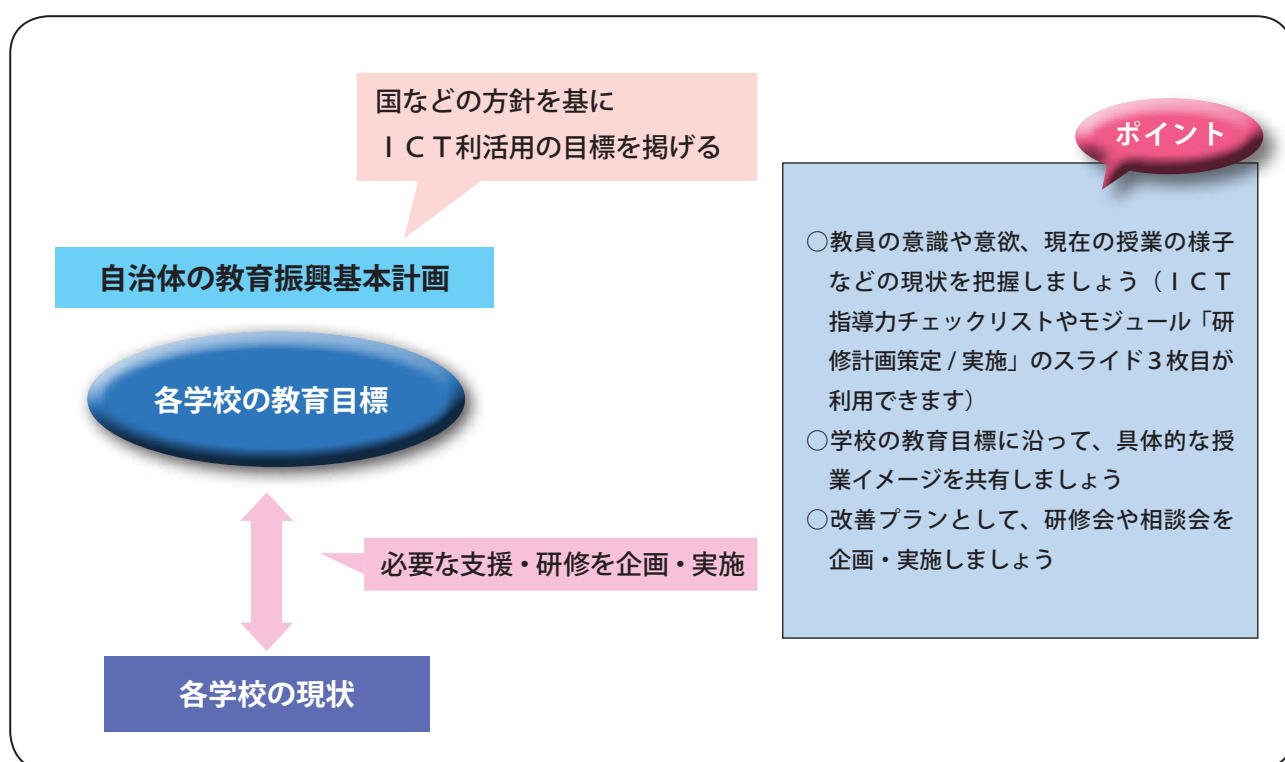 国などの方針を基に
ＩＣＴ利活用の目標を掲げる
自治体の教育振興基本計画
各学校の教育目標
必要な支援・研修を企画・実施
各学校の現状
ポイント
○教員の意識や意欲、現在の授業の様子
などの現状を把握しましょう（ＩＣＴ
指導力チェックリストやモジュール「研
修計画策定 / 実施」のスライド３枚目が
利用できます）
○学校の教育目標に沿って、具体的な授
業イメージを共有しましょう
○改善プランとして、研修会や相談会を
企画・実施しましょう